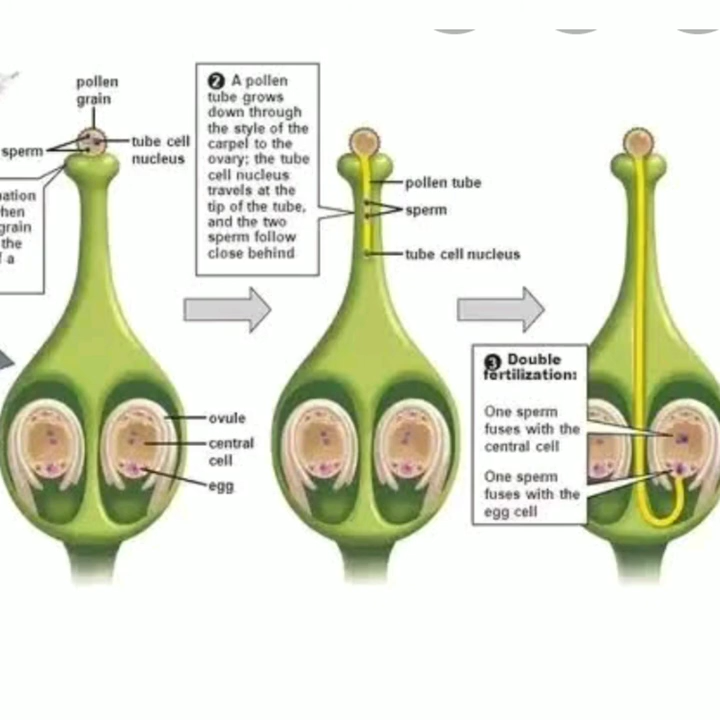 pollen
grain
sperm
tube cell
nucleus
hen
grain
the
a
2 A pollen
tube grows
down through
the style of the
carpel to the
ovary; the tube
cell nucleus
travels at the
tip of the tube,
and the two
sperm follow
close behind
pollen tube
sperm
tube cell nucleus
ovule
central
cell
egg
3 Double
fertilization:
One sperm
fuses with the
central cell
One sperm
fuses with the
egg cell